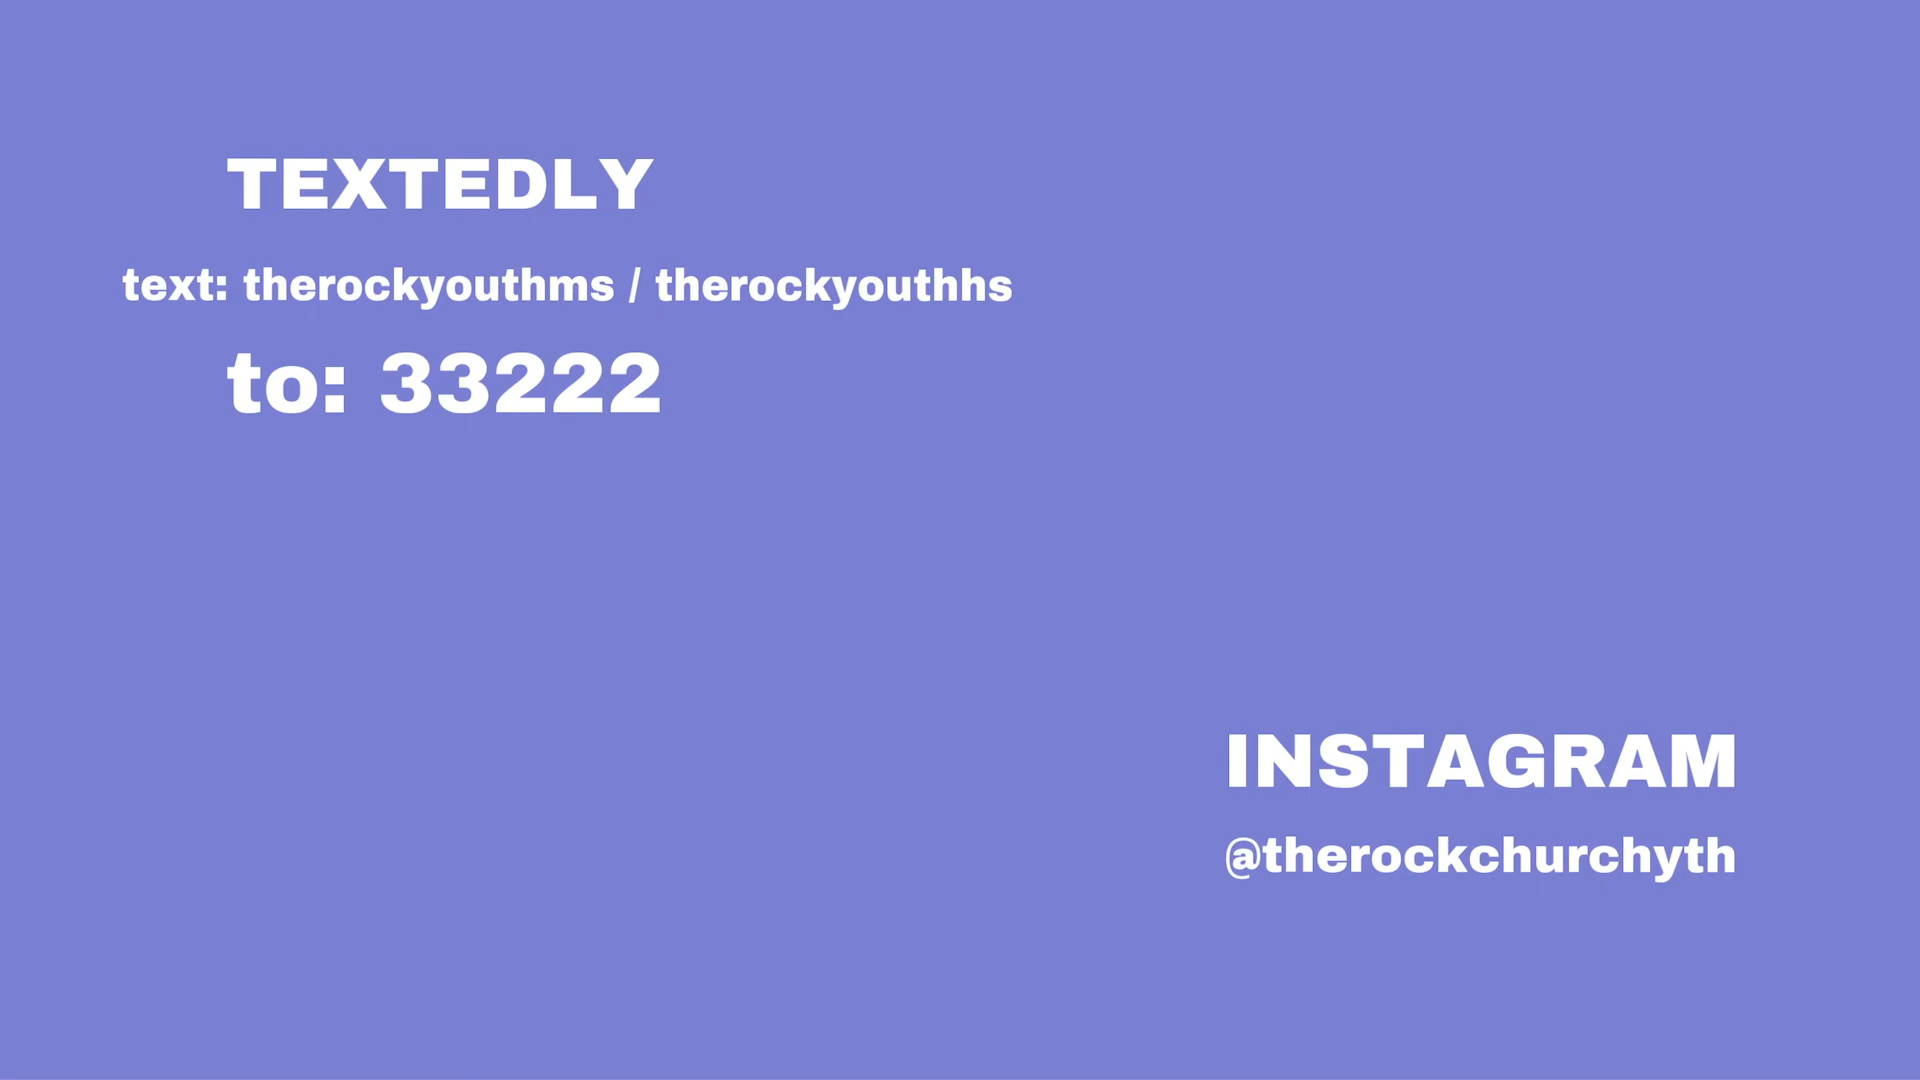 TEXTEDLY
text: therockyouthms / therockyouthhs
to: 33222
INSTAGRAM
@therockchurchyth